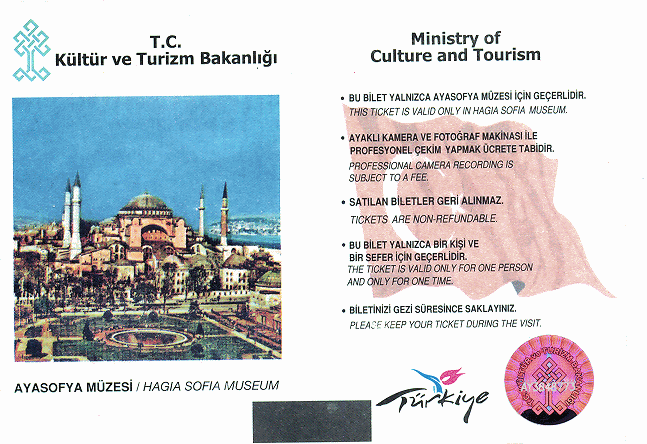 T.C.
Kültür ve Turizm Bakanlığı
AYASOFYA MÜZESİ / HAGIA SOFIA MUSEUM
Ministry of
Culture and Tourism
• BU BİLET YALNIZCA AYASOFYA MÜZESİ İÇİN GEÇERLİDİR.
THIS TICKET IS VALID ONLY IN HAGIA SOFIA MUSEUM.
• AYAKLI KAMERA VE FOTOĞRAF MAKİNASI İLE
PROFESYONEL ÇEKİM YAPMAK ÜCRETE TABİDİR.
PROFESSIONAL CAMERA RECORDING IS
SUBJECT TO A FEE.
• SATILAN BİLETLER GERİ ALINMAZ.
TICKETS ARE NON-REFUNDABLE.
• BU BİLET YALNIZCA BİR KİŞİ VE
BİR SEFER İÇİN GEÇERLİDİR.
THE TICKET IS VALID ONLY FOR ONE PERSON
AND ONLY FOR ONE TIME.
• BİLETİNİZİ GEZİ SÜRESİNCE SAKLAYINIZ.
PLEASE KEEP YOUR TICKET DURING THE VISIT.
Türkiye
T.C. KÜLTÜR ve TURİZM BAKANLIĞI